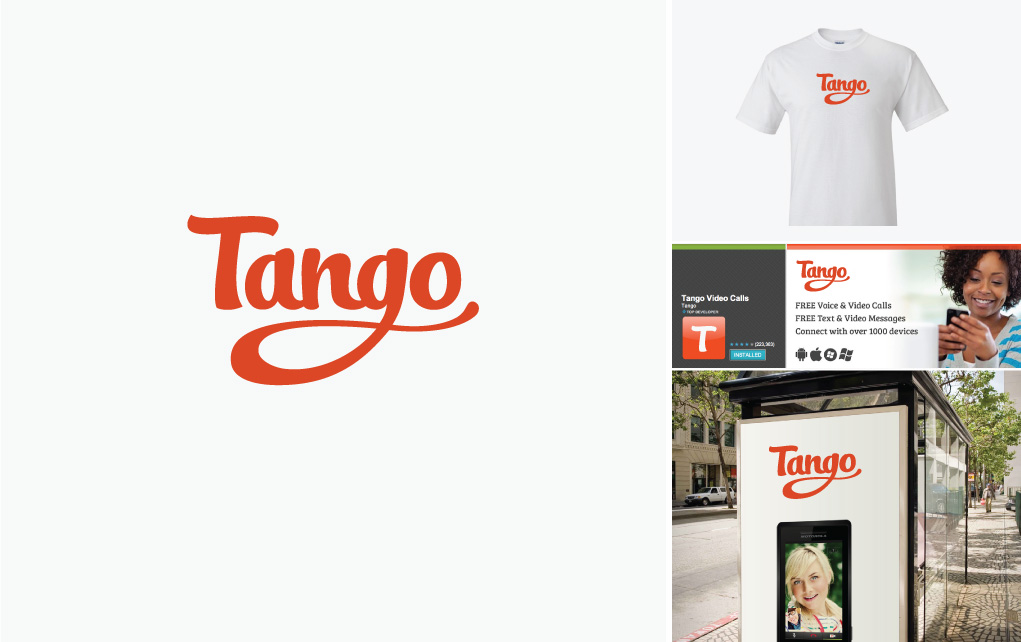 Tango
Tango
Tango Video Calls
Tango
TOP DEVELOPER
T
(223,383)
INSTALLED
Tango
FREE Voice & Video Calls
FREE Text & Video Messages
Connect with over 1000 devices
Tango
MOTOROLA